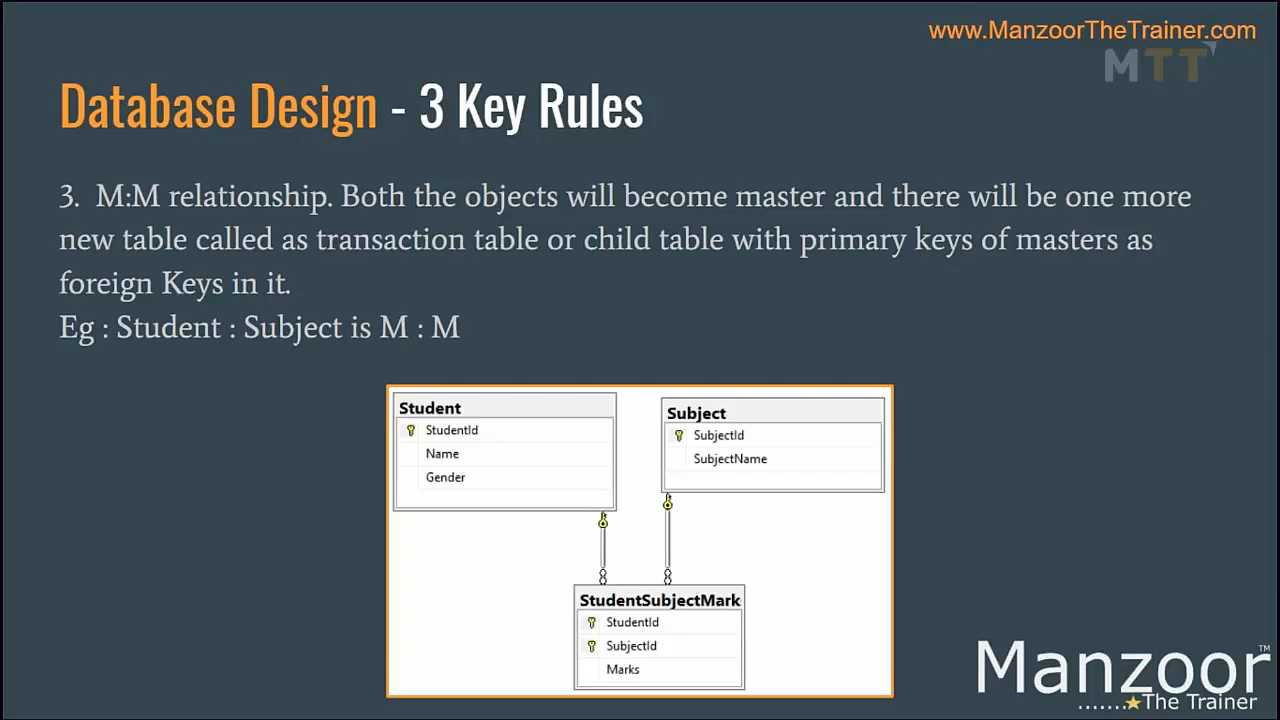 www.ManzoorTheTrainer.com
MTT
Database Design - 3 Key Rules
3. M:M relationship. Both the objects will become master and there will be one more
new table called as transaction table or child table with primary keys of masters as
foreign Keys in it.
Eg : Student : Subject is M : M
Student
StudentId
Name
Gender
Subject
SubjectId
SubjectName
StudentSubjectMark
StudentId
SubjectId
Marks
Manzoor™
.......★The Trainer